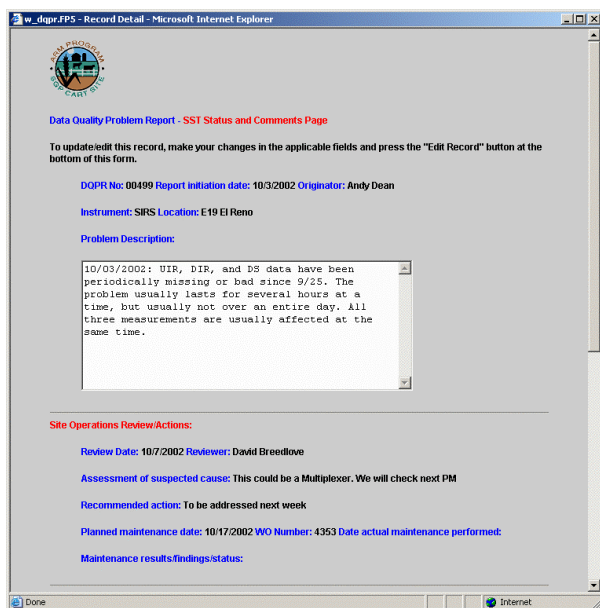 w_dqpr.FP5 - Record Detail - Microsoft Internet Explorer
ARM PROGRAM
SGP CART SITE
Data Quality Problem Report - SST Status and Comments Page
To update/edit this record, make your changes in the applicable fields and press the "Edit Record" button at the
bottom of this form.
DQPR No: 00499 Report initiation date: 10/3/2002 Originator: Andy Dean
Instrument: SIRS Location: E19 El Reno
Problem Description:
10/03/2002: UIR, DIR, and DS data have been
periodically missing or bad since 9/25. The
problem usually lasts for several hours at a
time, but usually not over an entire day. All
three measurements are usually affected at the
same time.
Site Operations Review/Actions:
Review Date: 10/7/2002 Reviewer: David Breedlove
Assessment of suspected cause: This could be a Multiplexer. We will check next PM
Recommended action: To be addressed next week
Planned maintenance date: 10/17/2002 WO Number: 4353 Date actual maintenance performed:
Maintenance results/findings/status:
Done
Internet